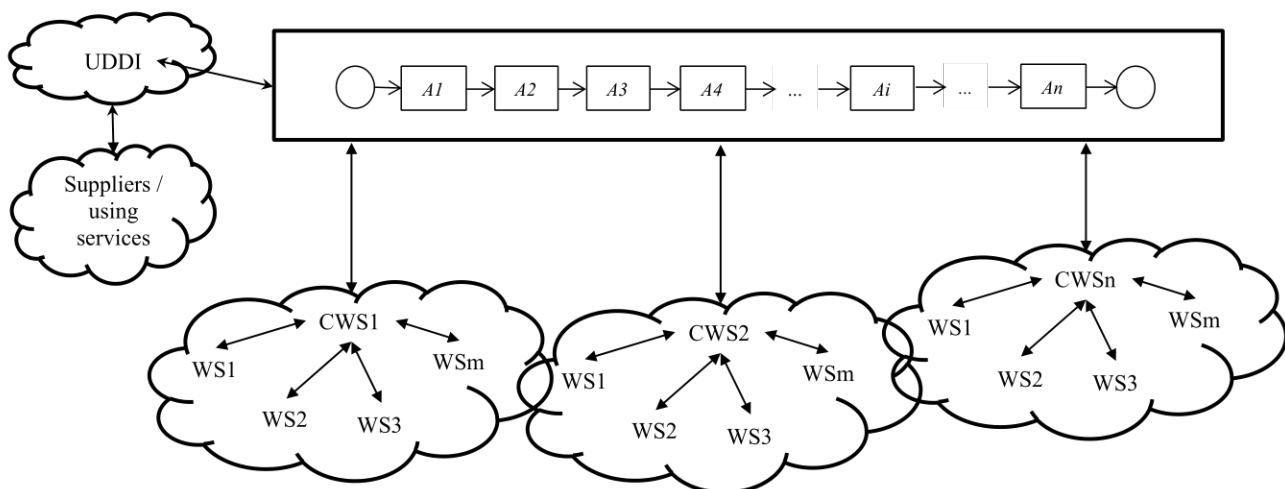 UDDI
A1 A2 A3 A4 ... Ai ... An
Suppliers /
using
services
CWS1
WS1
WSm
WS2
WS3
CWS2
WS1
WSm
WS2
WS3
CWSn
WS1
WSm
WS2
WS3